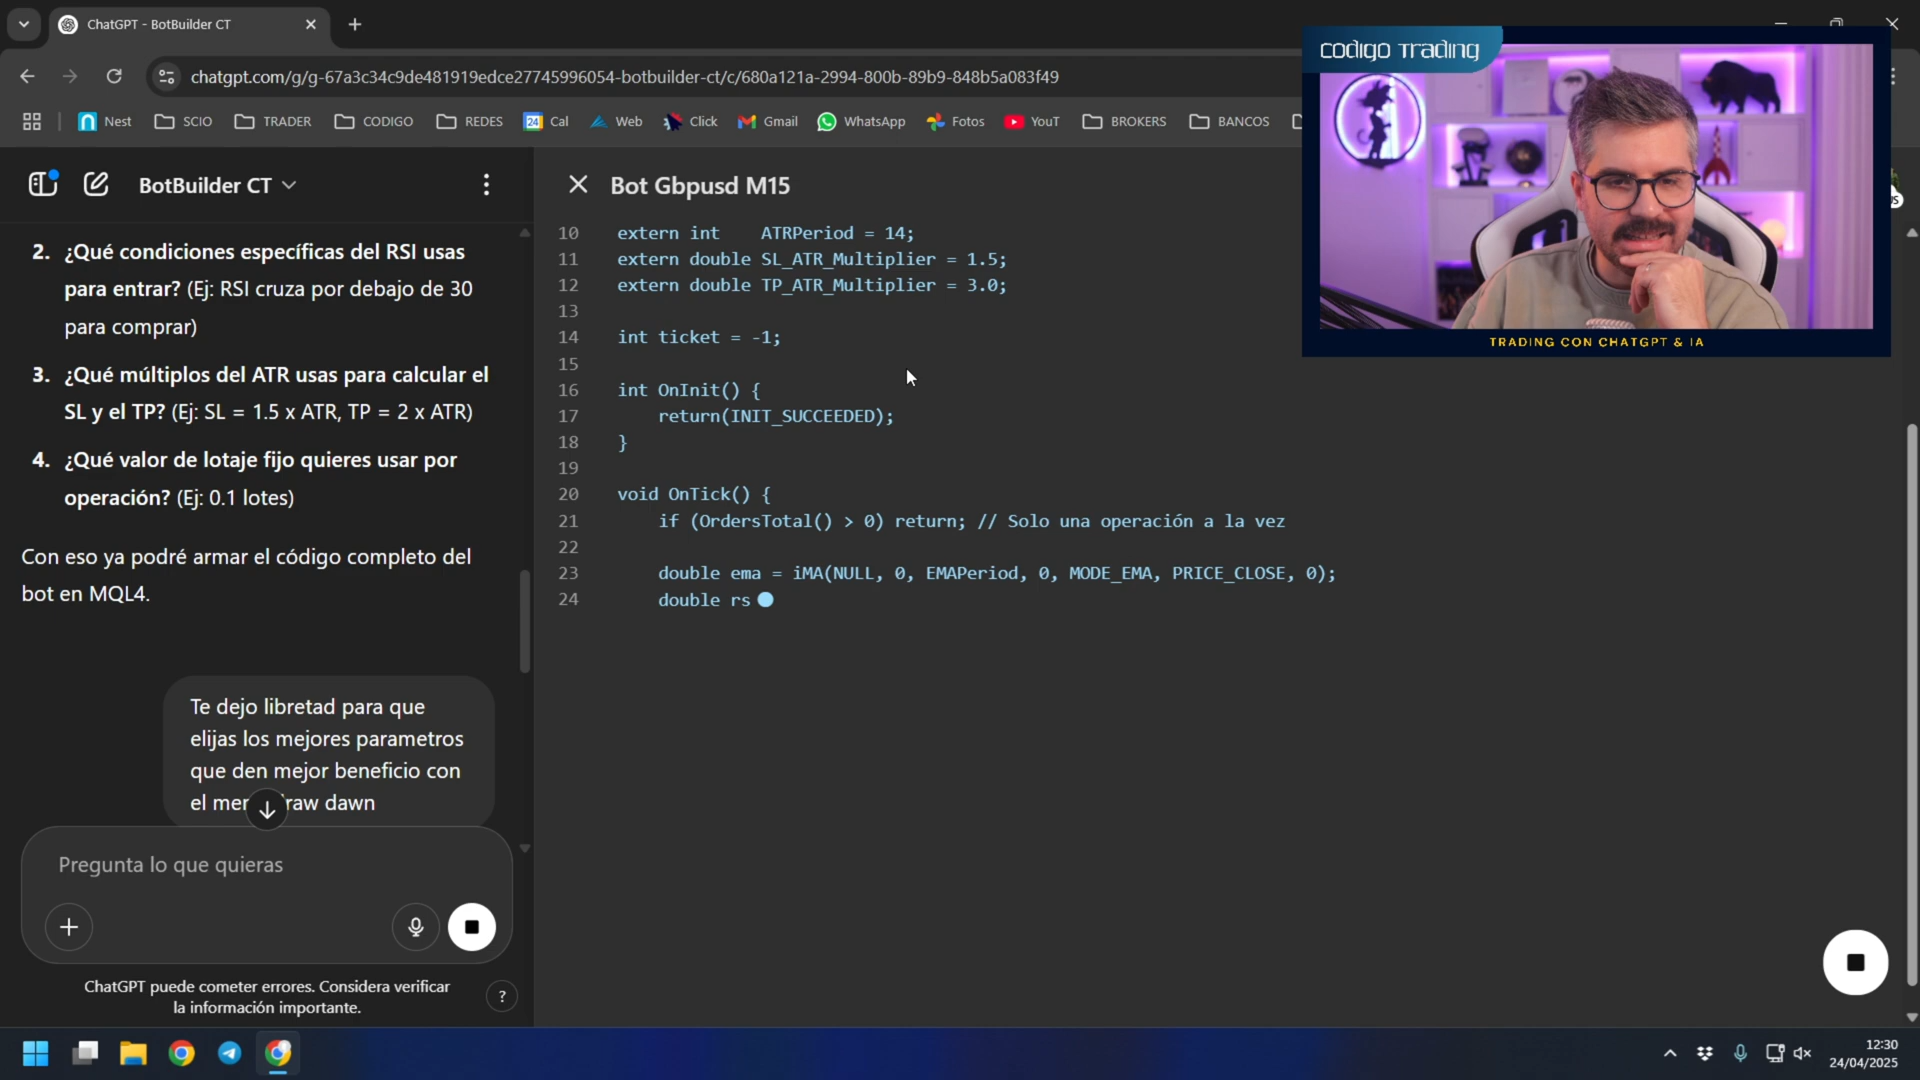 ChatGPT - BotBuilder CT
chatgpt.com/g/g-67a3c34c9de481919edce27745996054-botbuilder-ct/c/680a121a-2994-800b-89b9-848b5a083f49
Nest SCIO TRADER CODIGO REDES 24 Cal Web Click Gmail WhatsApp Fotos YouT BROKERS BANCOS
codigo Trading
TRADING CON CHATGPT & IA
BotBuilder CT
2. ¿Qué condiciones específicas del RSI usas
para entrar? (Ej: RSI cruza por debajo de 30
para comprar)
3. ¿Qué múltiplos del ATR usas para calcular el
SL y el TP? (Ej: SL = 1.5 x ATR, TP = 2 x ATR)
4. ¿Qué valor de lotaje fijo quieres usar por
operación? (Ej: 0.1 lotes)
Con eso ya podré armar el código completo del
bot en MQL4.
Te dejo libretad para que
elijas los mejores parametros
que den mejor beneficio con
el mer raw dawn
Pregunta lo que quieras
ChatGPT puede cometer errores. Considera verificar
la información importante.
?
Bot Gbpusd M15
10 extern int ATRPeriod = 14;
11 extern double SL_ATR_Multiplier = 1.5;
12 extern double TP_ATR_Multiplier = 3.0;
13
14 int ticket = -1;
15
16 int OnInit() {
17 return(INIT_SUCCEEDED);
18 }
19
20 void OnTick() {
21 if (OrdersTotal() > 0) return; // Solo una operación a la vez
22
23 double ema = iMA(NULL, 0, EMAPeriod, 0, MODE_EMA, PRICE_CLOSE, 0);
24 double rs
12:30
24/04/2025